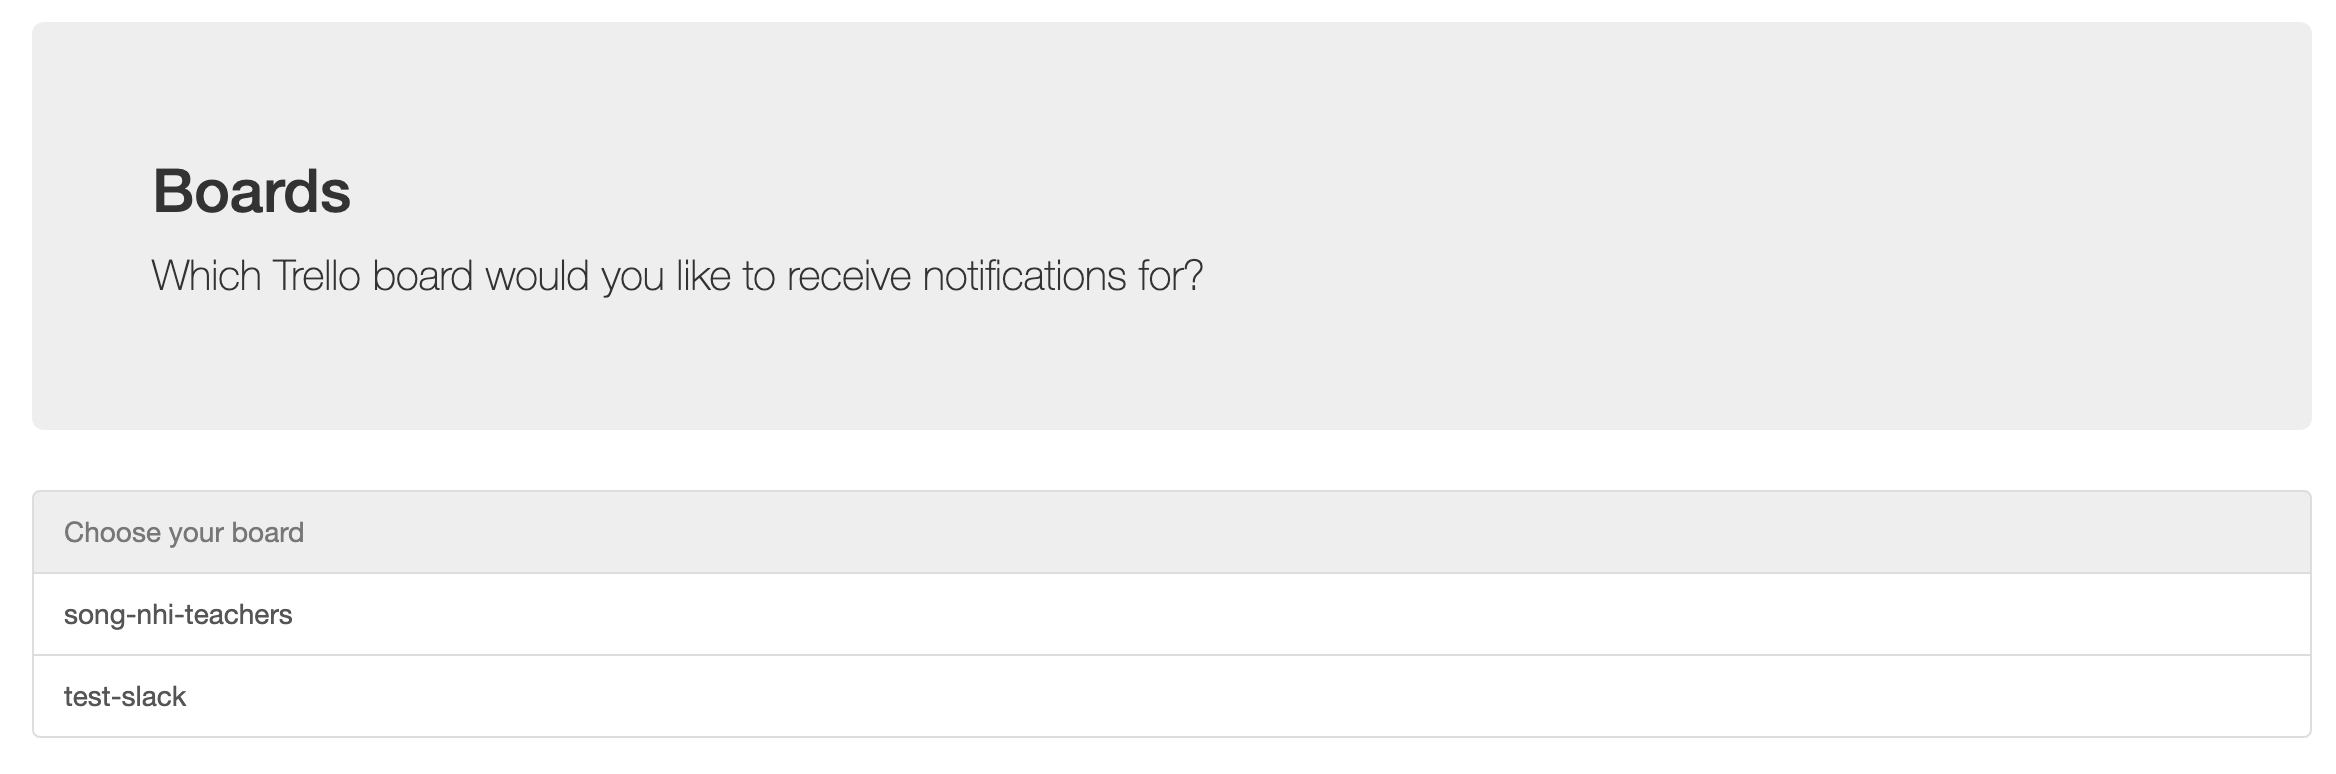 Boards
Which Trello board would you like to receive notifications for?
Choose your board
song-nhi-teachers
test-slack